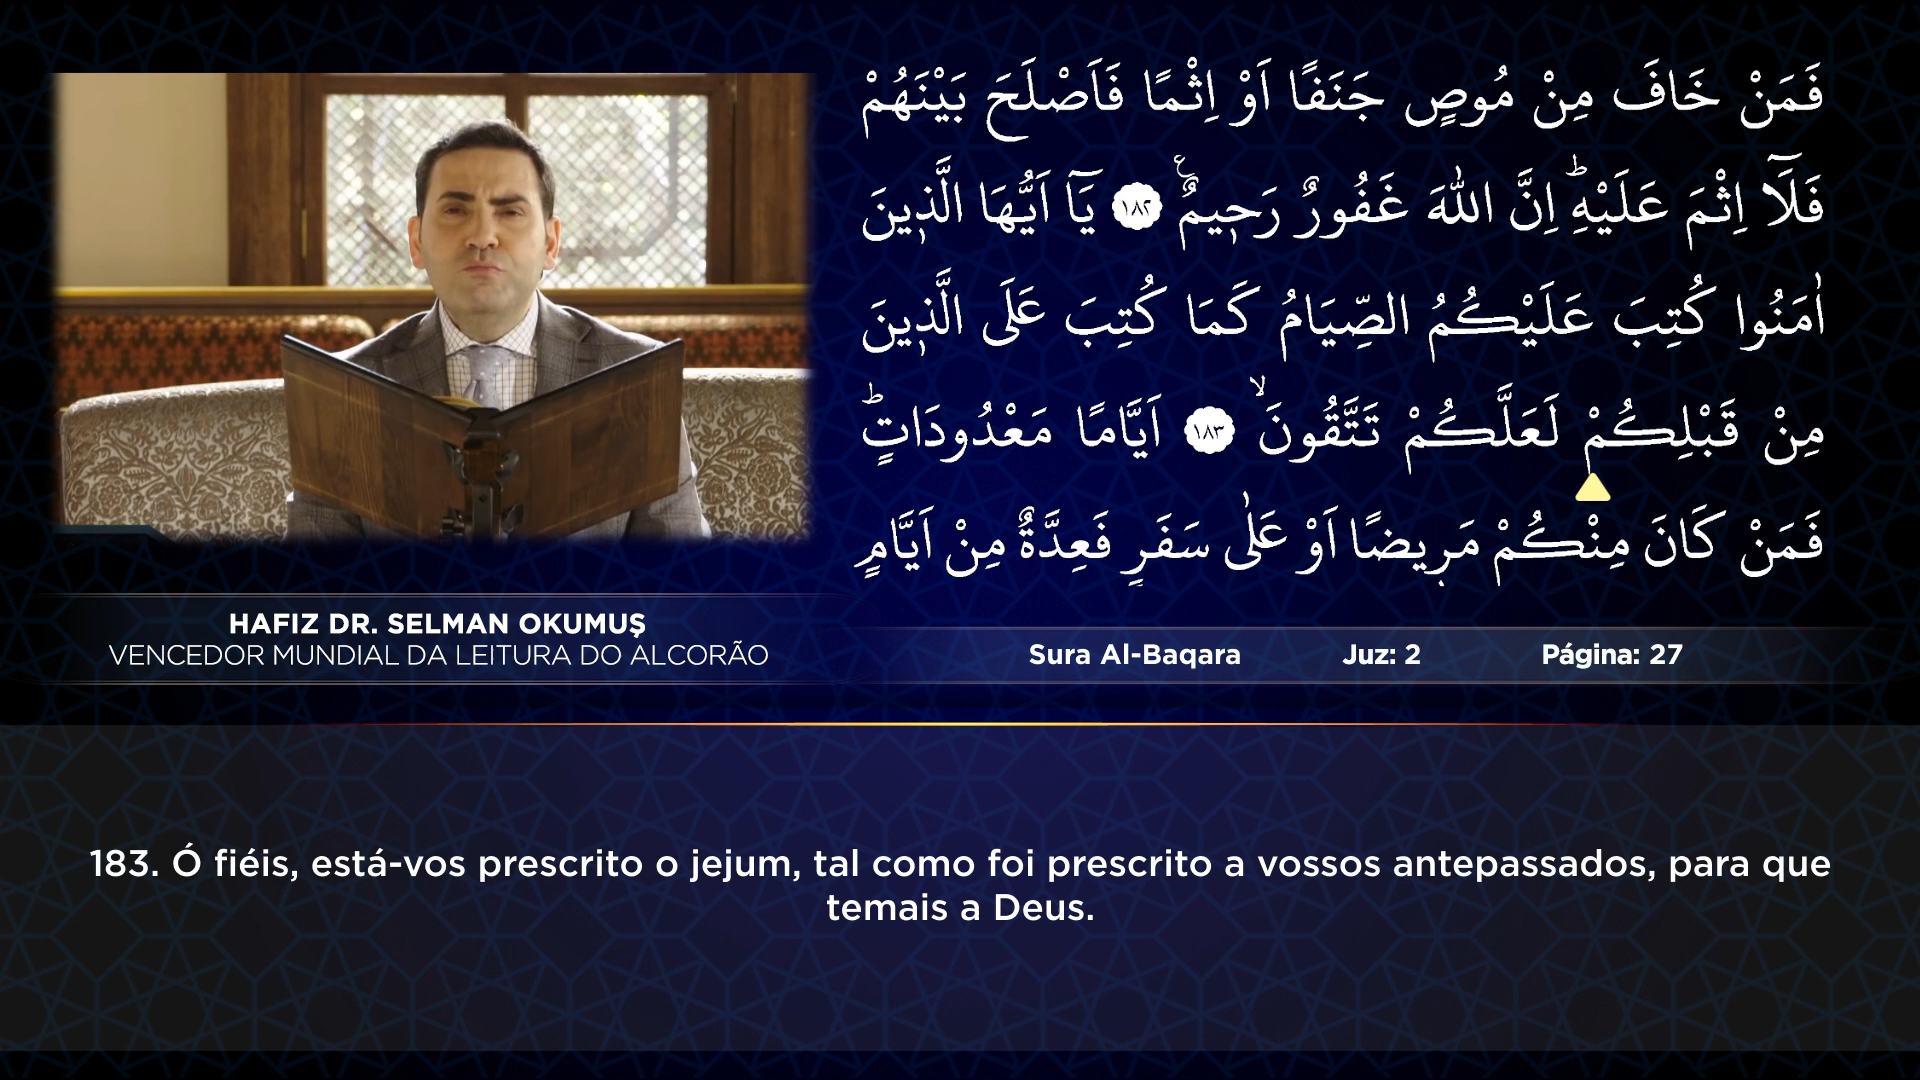 فَمَنْ خَافَ مِنْ مُوصٍ جَنَفًا اَوْ اِثْمًا فَاَصْلَحَ بَيْنَهُمْ
فَلَٓا اِثْمَ عَلَيْهِۜ اِنَّ اللّٰهَ غَفُورٌ رَح۪يمٌ۟ ﴿١٨٢﴾ يَٓا اَيُّهَا الَّذ۪ينَ
اٰمَنُوا كُتِبَ عَلَيْكُمُ الصِّيَامُ كَمَا كُتِبَ عَلَى الَّذ۪ينَ
مِنْ قَبْلِكُمْ لَعَلَّكُمْ تَتَّقُونَۙ ﴿١٨٣﴾ اَيَّامًا مَعْدُودَاتٍۜ
فَمَنْ كَانَ مِنْكُمْ مَر۪يضًا اَوْ عَلٰى سَفَرٍ فَعِدَّةٌ مِنْ اَيَّامٍ
HAFIZ DR. SELMAN OKUMUŞ
VENCEDOR MUNDIAL DA LEITURA DO ALCORÃO
Sura Al-Baqara Juz: 2 Página: 27
183. Ó fiéis, está-vos prescrito o jejum, tal como foi prescrito a vossos antepassados, para que
temais a Deus.